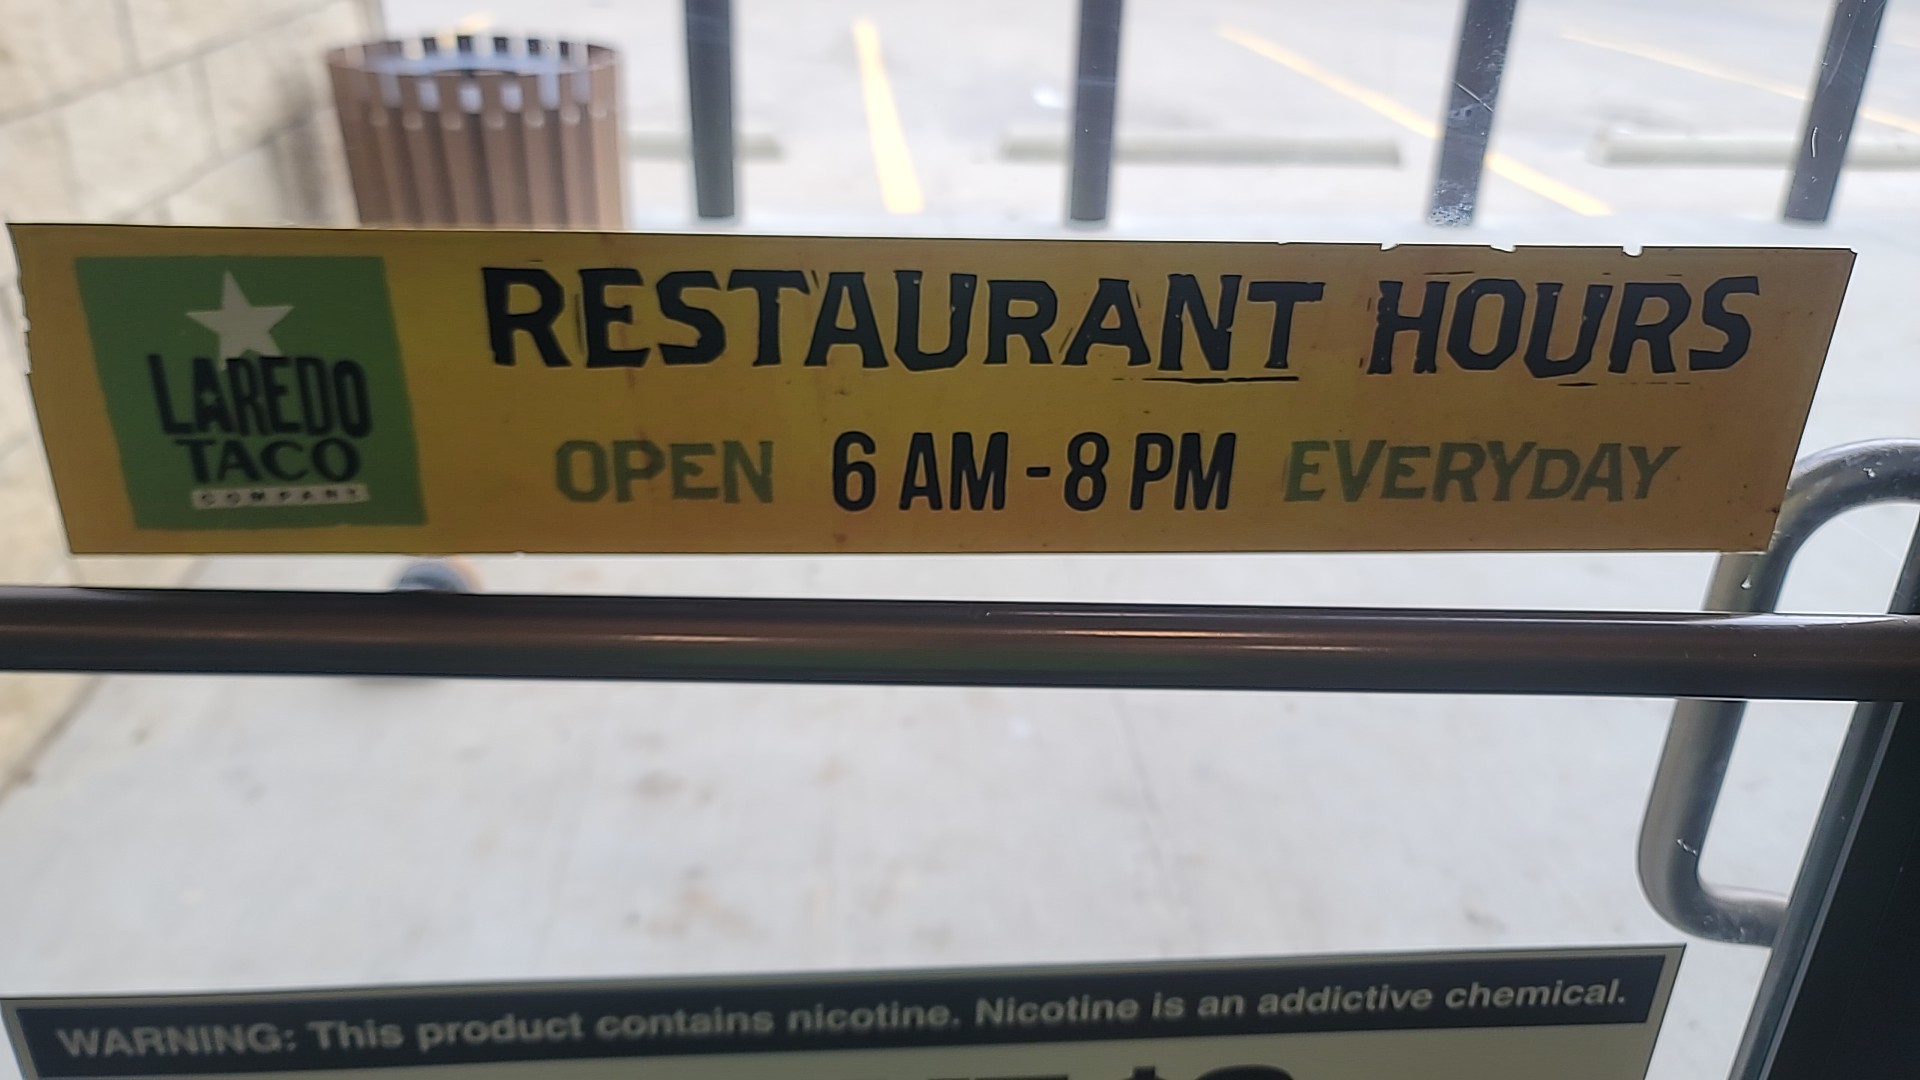 LAREDO
TACO
COMPANY
RESTAURANT HOURS
OPEN 6 AM - 8 PM EVERYDAY
WARNING: This product contains nicotine. Nicotine is an addictive chemical.